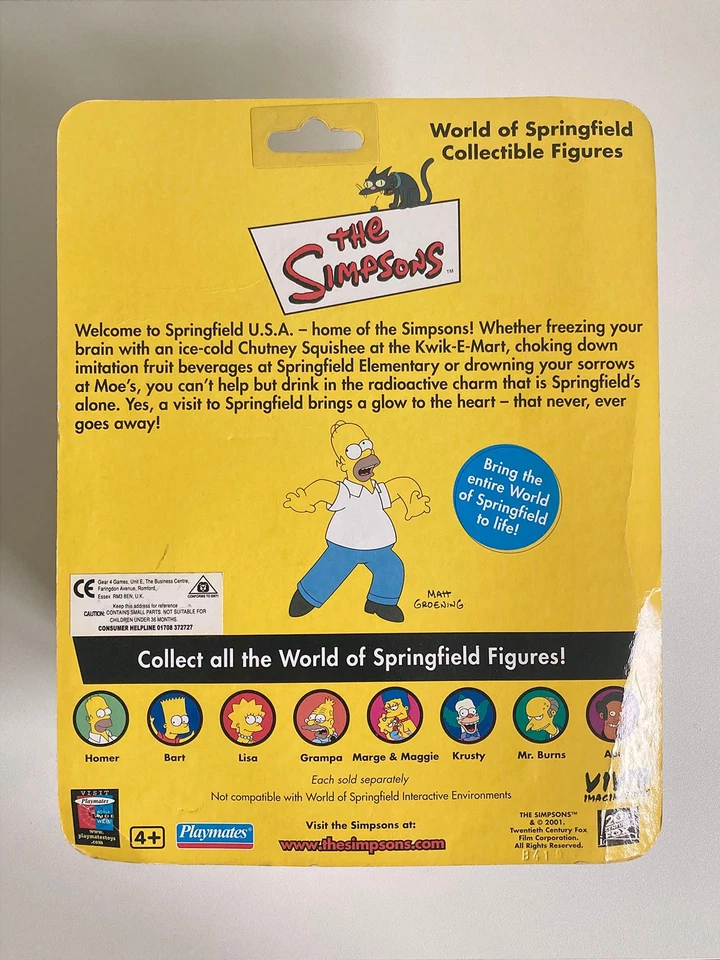 World of Springfield
Collectible Figures
THE
SIMPSONS™
Welcome to Springfield U.S.A. – home of the Simpsons! Whether freezing your
brain with an ice-cold Chutney Squishee at the Kwik-E-Mart, choking down
imitation fruit beverages at Springfield Elementary or drowning your sorrows
at Moe's, you can't help but drink in the radioactive charm that is Springfield's
alone. Yes, a visit to Springfield brings a glow to the heart – that never, ever
goes away!
Bring the
entire World
of Springfield
to life!
MATT
GROENING
CE
Gear 4 Games, Unit E, The Business Centre,
Faringdon Avenue, Romford,
Essex RM3 8EN, U.K.
Keep this address for reference
CAUTION: CONTAINS SMALL PARTS. NOT SUITABLE FOR
CHILDREN UNDER 36 MONTHS.
CONSUMER HELPLINE 01708 372727
Collect all the World of Springfield Figures!
Homer Bart Lisa Grampa Marge & Maggie Krusty Mr. Burns
Each sold separately
Not compatible with World of Springfield Interactive Environments
VISIT
Playmates
www.
playmatestoys
.com
4+
Playmates®
Visit the Simpsons at:
www.thesimpsons.com
THE SIMPSONS™
& © 2001.
Twentieth Century Fox
Film Corporation.
All Rights Reserved.